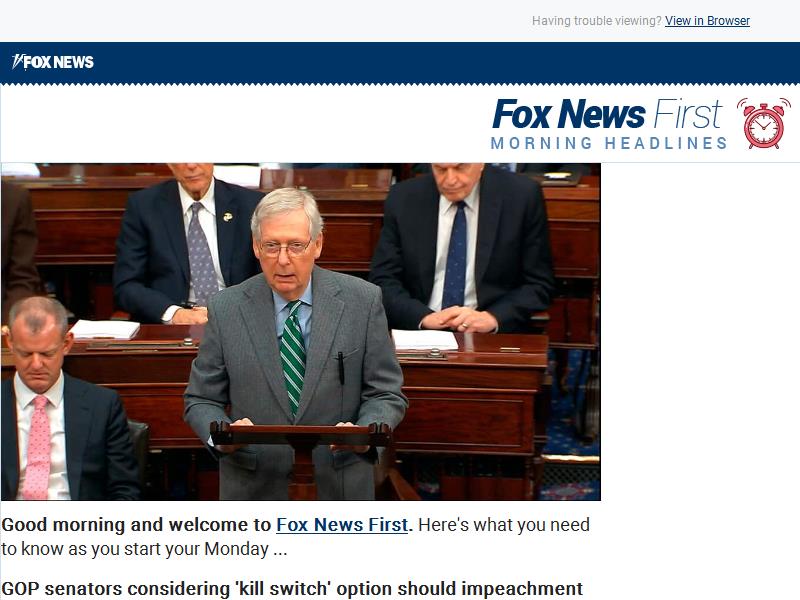 Having trouble viewing? View in Browser
FOX NEWS
Fox News First
MORNING HEADLINES
Good morning and welcome to Fox News First. Here's what you need
to know as you start your Monday ...
GOP senators considering 'kill switch' option should impeachment